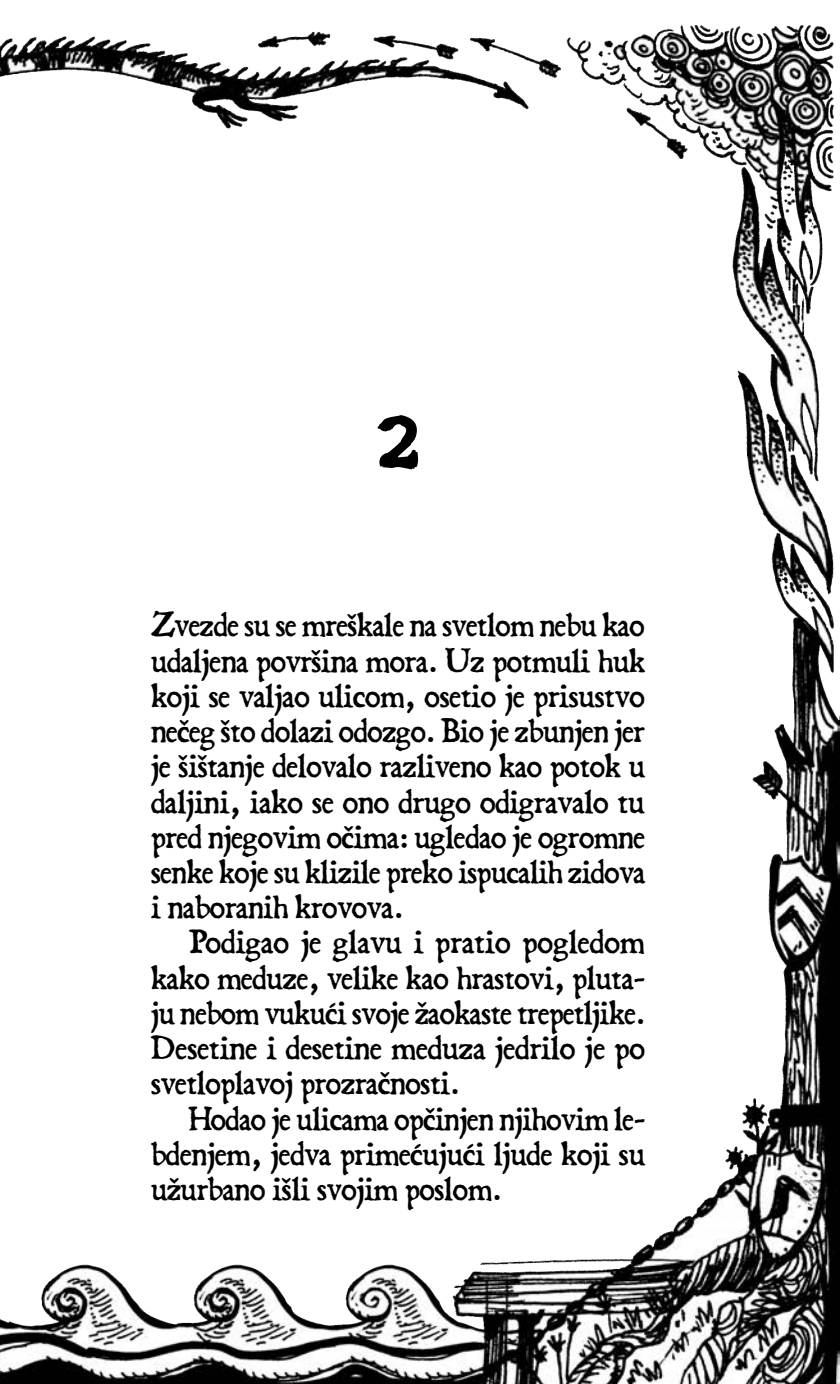 2
Zvezde su se mreškale na svetlom nebu kao
udaljena površina mora. Uz potmuli huk
koji se valjao ulicom, osetio je prisustvo
nečeg što dolazi odozgo. Bio je zbunjen jer
je šištanje delovalo razliveno kao potok u
daljini, iako se ono drugo odigravalo tu
pred njegovim očima: ugledao je ogromne
senke koje su klizile preko ispucalih zidova
i naboranih krovova.
Podigao je glavu i pratio pogledom
kako meduze, velike kao hrastovi, pluta-
ju nebom vukući svoje žaokaste trepetljike.
Desetine i desetine meduza jedrilo je po
svetloplavoj prozračnosti.
Hodao je ulicama opčinjen njihovim le-
bdenjem, jedva primećujući ljude koji su
užurbano išli svojim poslom.